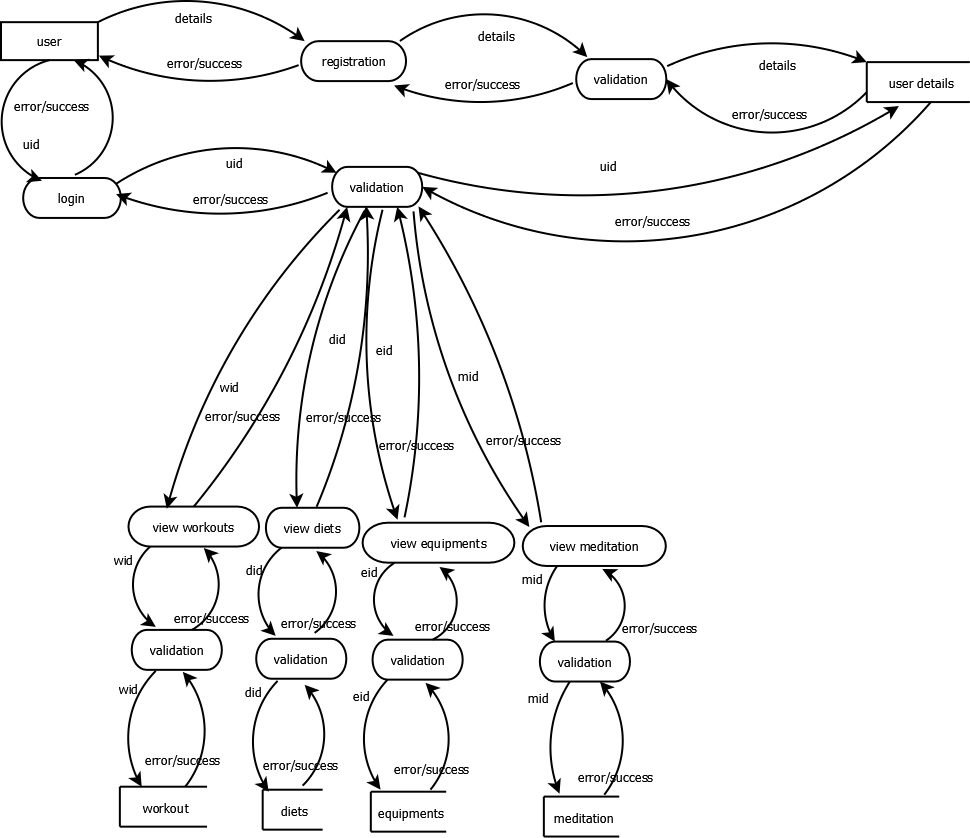 details
user
error/success
registration
details
error/success
validation
details
error/success
user details
error/success
uid
login
uid
error/success
validation
uid
error/success
wid
error/success
did
error/success
eid
error/success
mid
error/success
view workouts
view diets
view equipments
view meditation
wid
error/success
did
error/success
eid
error/success
mid
error/success
validation
validation
validation
validation
wid
error/success
did
error/success
eid
error/success
mid
error/success
workout
diets
equipments
meditation